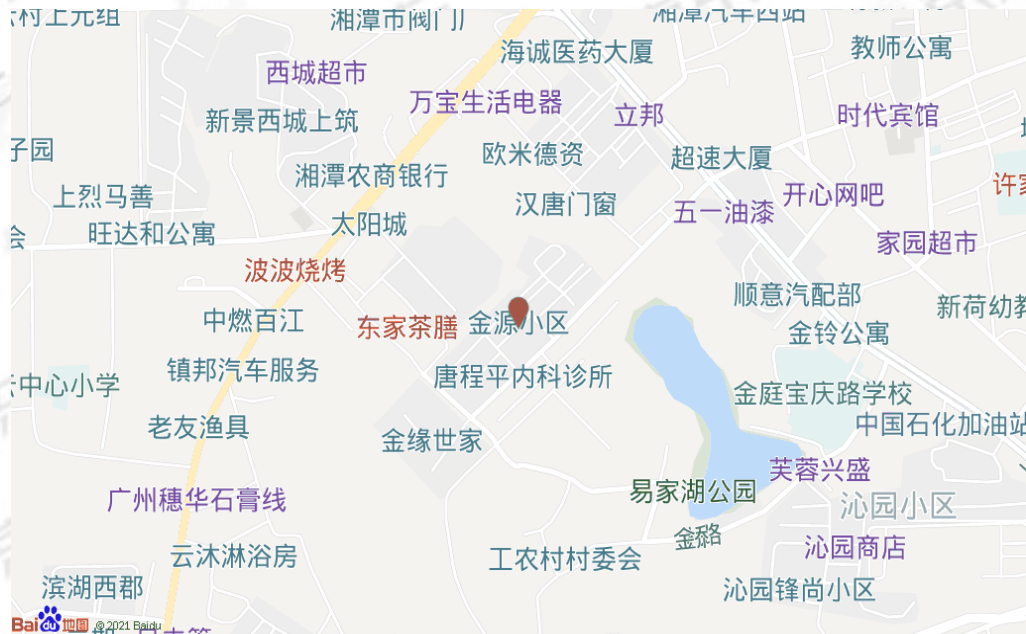 村上元组
湘潭市阀门厂
湘潭汽车西站
海诚医药大厦
教师公寓
西城超市
万宝生活电器
立邦
时代宾馆
新景西城上筑
子园
欧米德资
超速大厦
湘潭农商银行
上烈马善
开心网吧
许家
汉唐门窗
五一油漆
太阳城
旺达和公寓
会
家园超市
波波烧烤
顺意汽配部
新荷幼教
中燃百江
东家茶膳
金源小区
金铃公寓
镇邦汽车服务
唐程平内科诊所
中心小学
金庭宝庆路学校
老友渔具
中国石化加油站
金缘世家
芙蓉兴盛
广州穗华石膏线
易家湖公园
沁园小区
云沐淋浴房
工农村村委会
沁园商店
滨湖西郡
沁园锋尚小区
Bai du 地图 © 2021 Baidu